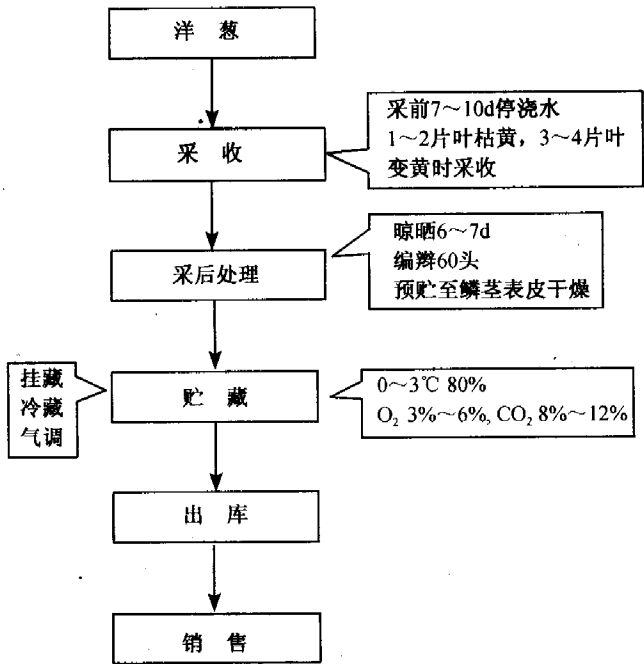 洋 葱
采 收
采前7～10d停浇水
1～2片叶枯黄，3～4片叶
变黄时采收
采后处理
晾晒6～7d
编辫60头
预贮至鳞茎表皮干燥
挂藏
冷藏
气调
贮 藏
0～3℃ 80%
O₂ 3%～6%, CO₂ 8%～12%
出 库
销 售